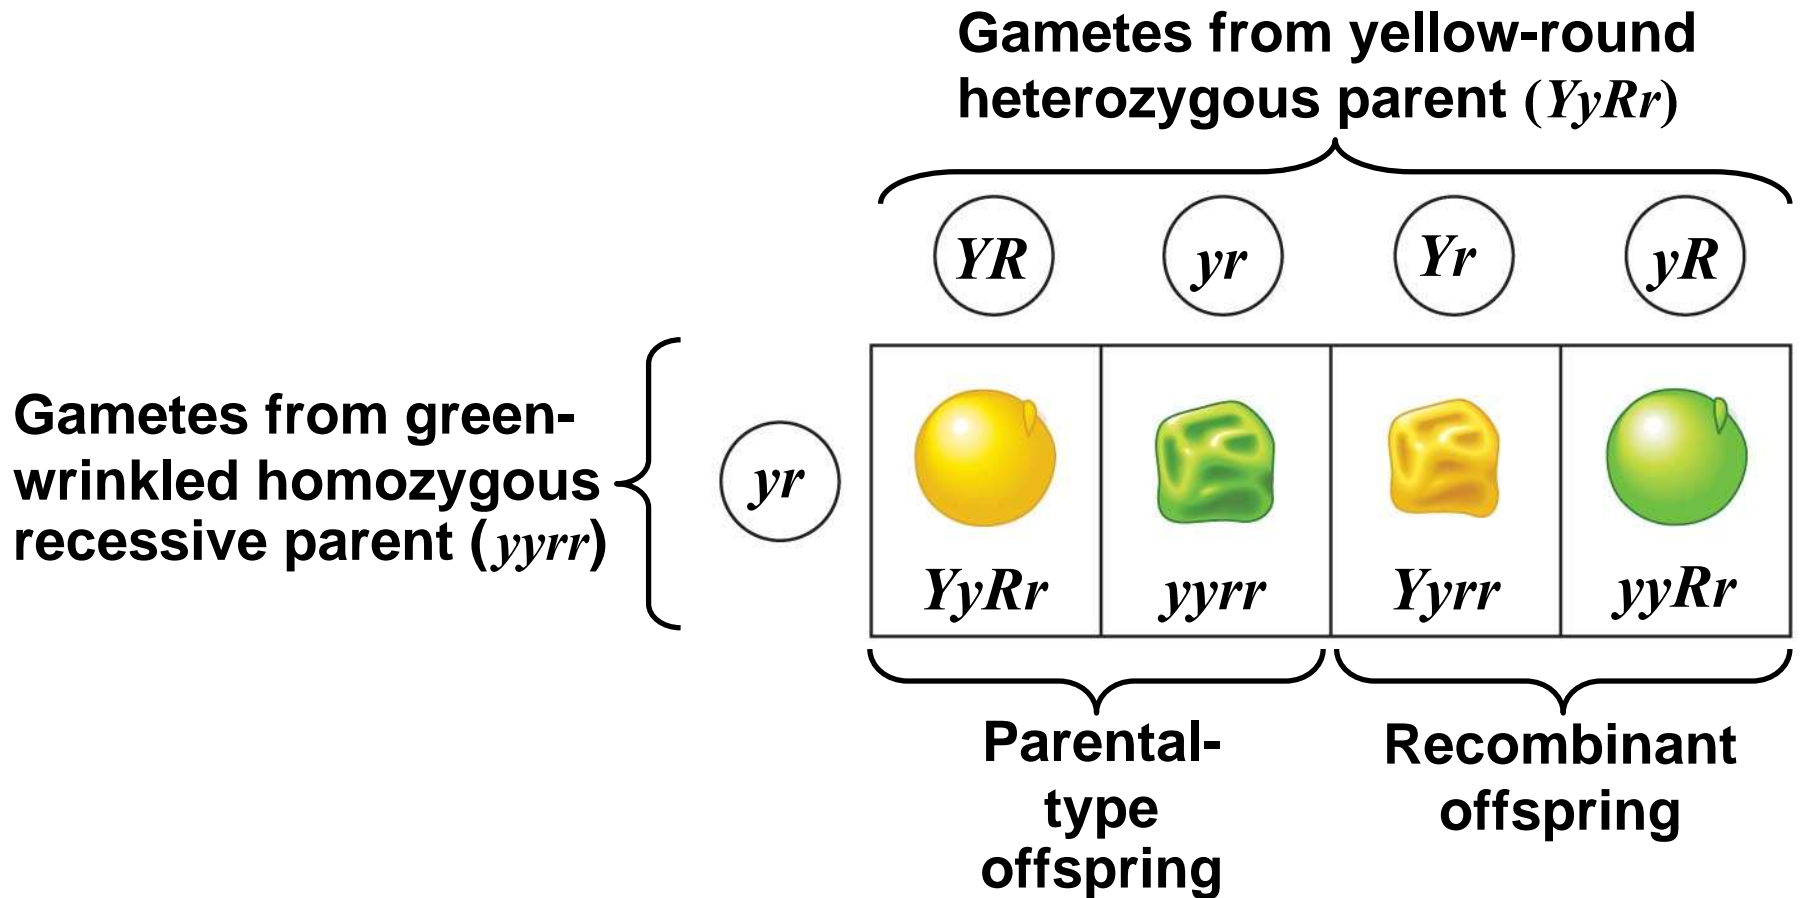 Gametes from yellow-round
heterozygous parent (YyRr)
YR yr Yr yR
Gametes from green-
wrinkled homozygous
recessive parent (yyrr)
yr
YyRr yyrr Yyrr yyRr
Parental-
type
offspring
Recombinant
offspring